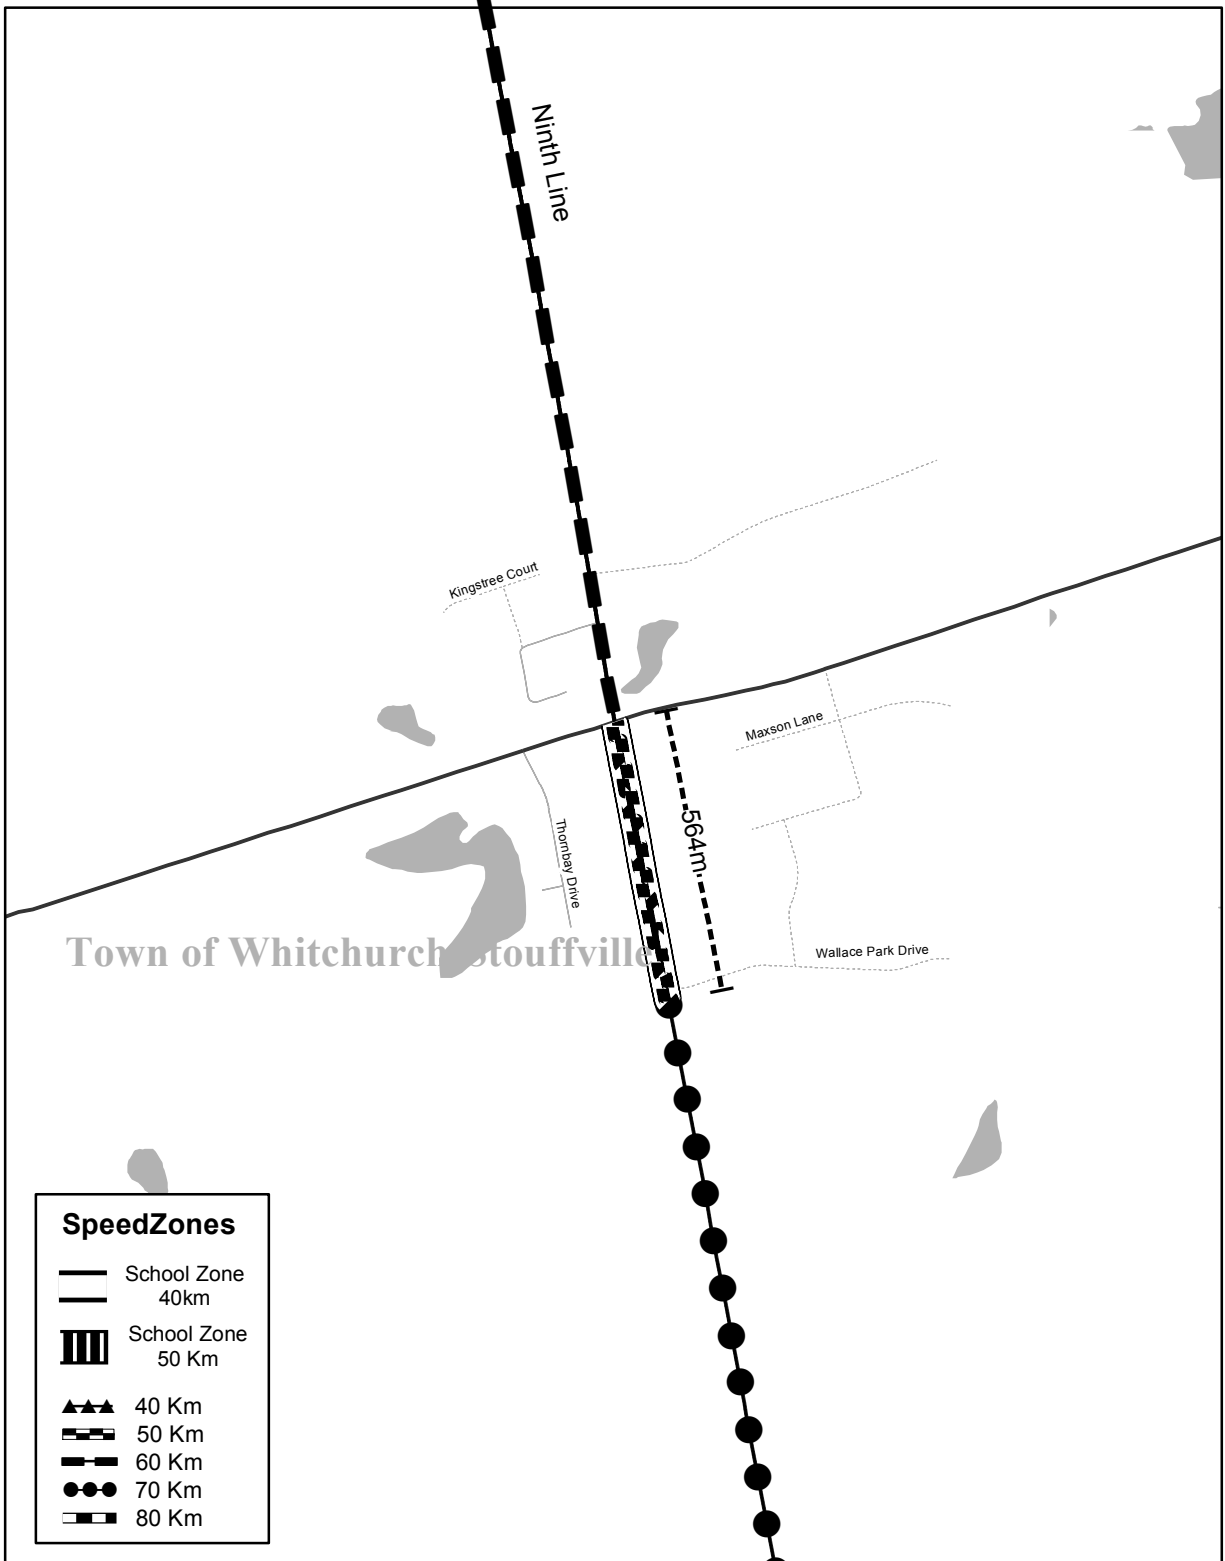 Ninth Line
Kingstree Court
Maxson Lane
564m
Thornbay Drive
Town of Whitchurch-Stouffville
Wallace Park Drive
SpeedZones
School Zone
40km
School Zone
50 Km
40 Km
50 Km
60 Km
70 Km
80 Km